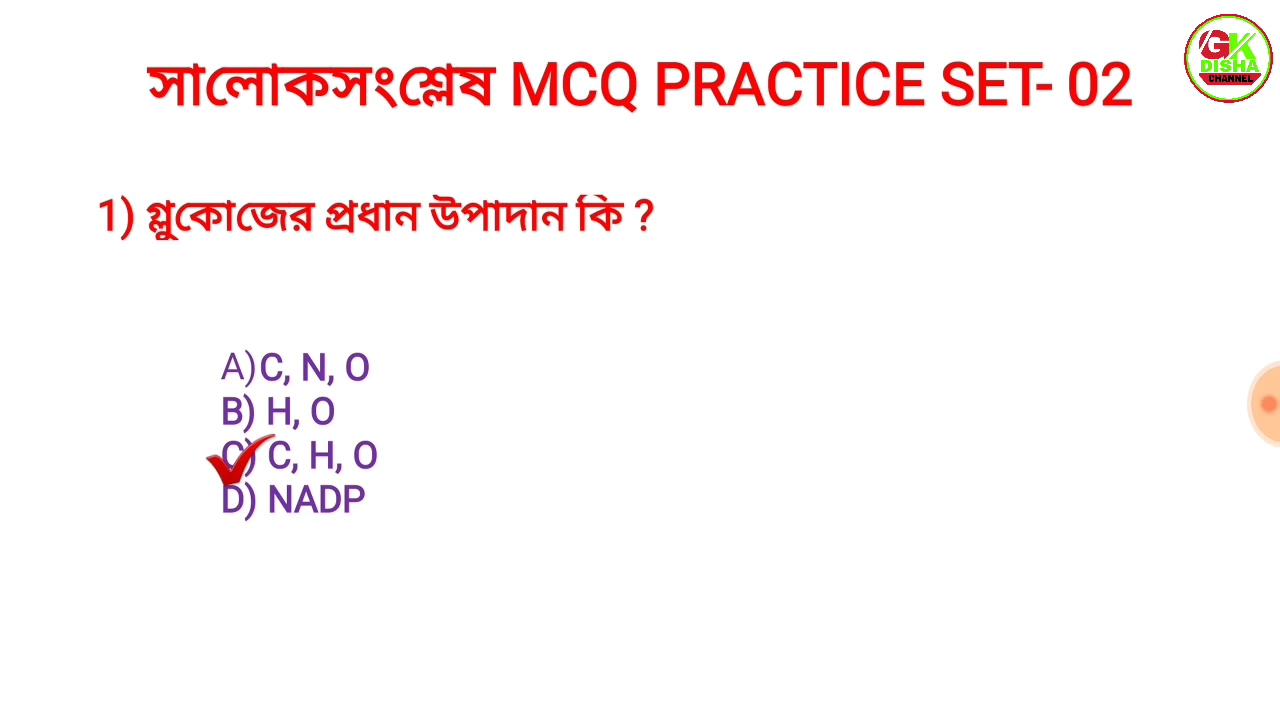 সালোকসংশ্লেষ MCQ PRACTICE SET- 02
GK
DISHA
CHANNEL
1) গ্লুকোজের প্রধান উপাদান কি ?
A)C, N, O
B) H, O
C) C, H, O
D) NADP